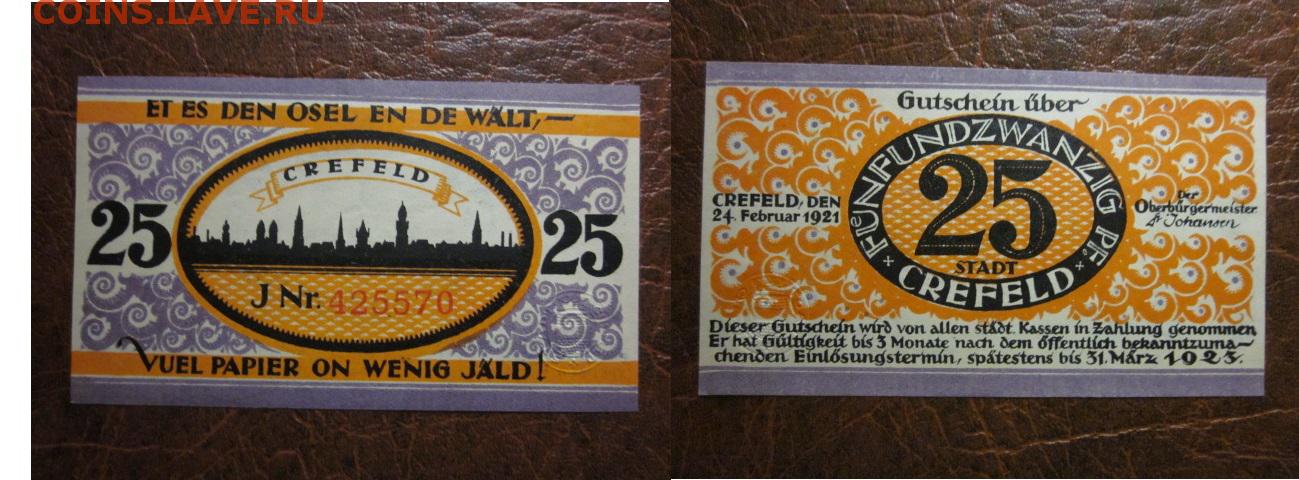 COINS.LAVE.RU
ET ES DEN OSEL EN DE WÄLT,—
CREFELD
25
25
J Nr. 425570
VUEL PAPIER ON WENIG JÄLD!
Gutschein über
FÜNFUNDZWANZIG PF.
25
STADT
CREFELD
CREFELD, DEN
24. Februar 1921
Der
Oberbürgermeister
Dr Johansen
Dieser Gutschein wird von allen städt. Kassen in Zahlung genommen
Er hat Gültigkeit bis 3 Monate nach dem öffentlich bekanntzuma-
chenden Einlösungstermin, spätestens bis 31. März 1923.